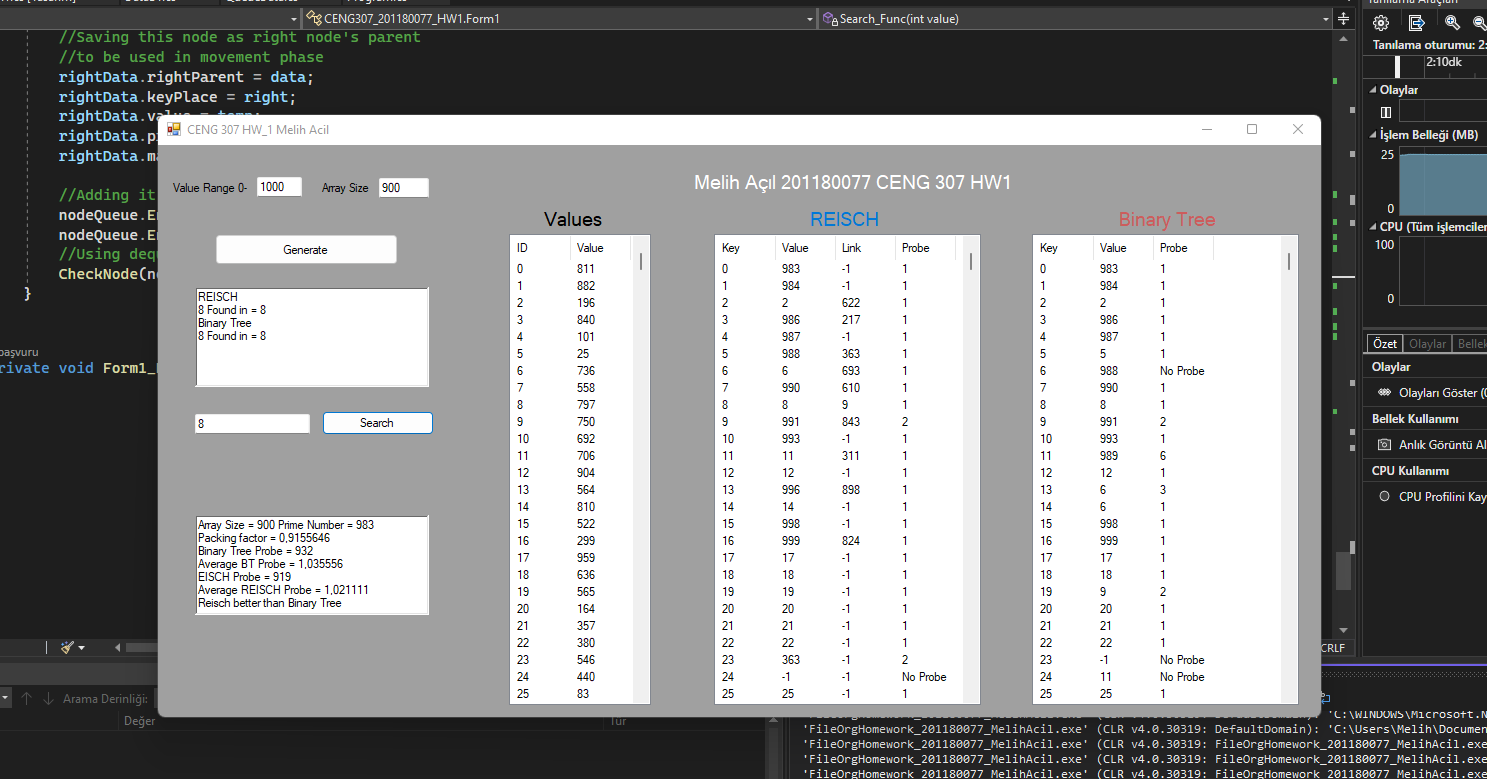 CENG307_201180077_HW1.Form1
Search_Func(int value)
//Saving this node as right node's parent
//to be used in movement phase
rightData.rightParent = data;
rightData.keyPlace = right;
rightData.
rightData.
rightData.
//Adding it
nodeQueue.
nodeQueue.
//Using
CheckNode(
}
başvuru
private void Form1_
CENG 307 HW_1 Melih Acil
Value Range 0- 1000 Array Size 900
Generate
REISCH
8 Found in = 8
Binary Tree
8 Found in = 8
8 Search
Array Size = 900 Prime Number = 983
Packing factor = 0,9155646
Binary Tree Probe = 932
Average BT Probe = 1,035556
EISCH Probe = 919
Average REISCH Probe = 1,021111
Reisch better than Binary Tree
Melih Açıl 201180077 CENG 307 HW1
Values
ID Value
0 811
1 882
2 196
3 840
4 101
5 25
6 736
7 558
8 797
9 750
10 692
11 706
12 904
13 564
14 810
15 522
16 299
17 959
18 636
19 565
20 164
21 357
22 380
23 546
24 440
25 83
REISCH
Key Value Link Probe
0 983 -1 1
1 984 -1 1
2 2 622 1
3 986 217 1
4 987 -1 1
5 988 363 1
6 6 693 1
7 990 610 1
8 8 9 1
9 991 843 2
10 993 -1 1
11 11 311 1
12 12 -1 1
13 996 898 1
14 14 -1 1
15 998 -1 1
16 999 824 1
17 17 -1 1
18 18 -1 1
19 19 -1 1
20 20 -1 1
21 21 -1 1
22 22 -1 1
23 363 -1 2
24 -1 -1 No Probe
25 25 -1 1
Binary Tree
Key Value Probe
0 983 1
1 984 1
2 2 1
3 986 1
4 987 1
5 5 1
6 988 No Probe
7 990 1
8 8 1
9 991 2
10 993 1
11 989 6
12 12 1
13 6 3
14 6 1
15 998 1
16 999 1
17 17 1
18 18 1
19 9 2
20 20 1
21 21 1
22 22 1
23 -1 No Probe
24 11 No Probe
25 25 1
Tanılama Araçları
Tanılama oturumu: 2:
2:10dk
Olaylar
İşlem Belleği (MB)
25
0
CPU (Tüm işlemciler
100
0
Özet Olaylar
Olaylar
Olayları Göster
Bellek Kullanımı
Anlık Görüntü Al
CPU Kullanımı
CPU Profilini Kay
CRLF
Arama Derinliği:
Değer Tür
'FileOrgHomework_201180077_MelihAcil.exe' (CLR v4.0.30319: DefaultDomain): 'C:\WINDOWS\Microsoft.N
'FileOrgHomework_201180077_MelihAcil.exe' (CLR v4.0.30319: DefaultDomain): 'C:\Users\Melih\Documen
'FileOrgHomework_201180077_MelihAcil.exe' (CLR v4.0.30319: FileOrgHomework_201180077_MelihAcil.exe
'FileOrgHomework_201180077_MelihAcil.exe' (CLR v4.0.30319: FileOrgHomework_201180077_MelihAcil.exe
'FileOrgHomework_201180077_MelihAcil.exe' (CLR v4.0.30319: FileOrgHomework_201180077_MelihAcil.exe